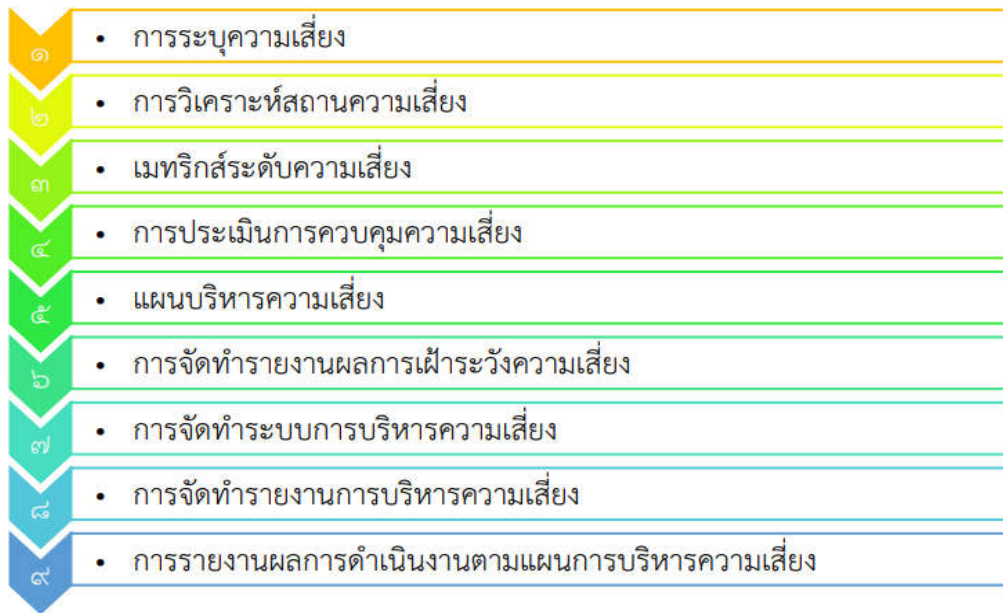 ๑ • การระบุความเสี่ยง
๒ • การวิเคราะห์สถานความเสี่ยง
๓ • เมทริกส์ระดับความเสี่ยง
๔ • การประเมินการควบคุมความเสี่ยง
๕ • แผนบริหารความเสี่ยง
๖ • การจัดทำรายงานผลการเฝ้าระวังความเสี่ยง
๗ • การจัดทำระบบการบริหารความเสี่ยง
๘ • การจัดทำรายงานการบริหารความเสี่ยง
๙ • การรายงานผลการดำเนินงานตามแผนการบริหารความเสี่ยง